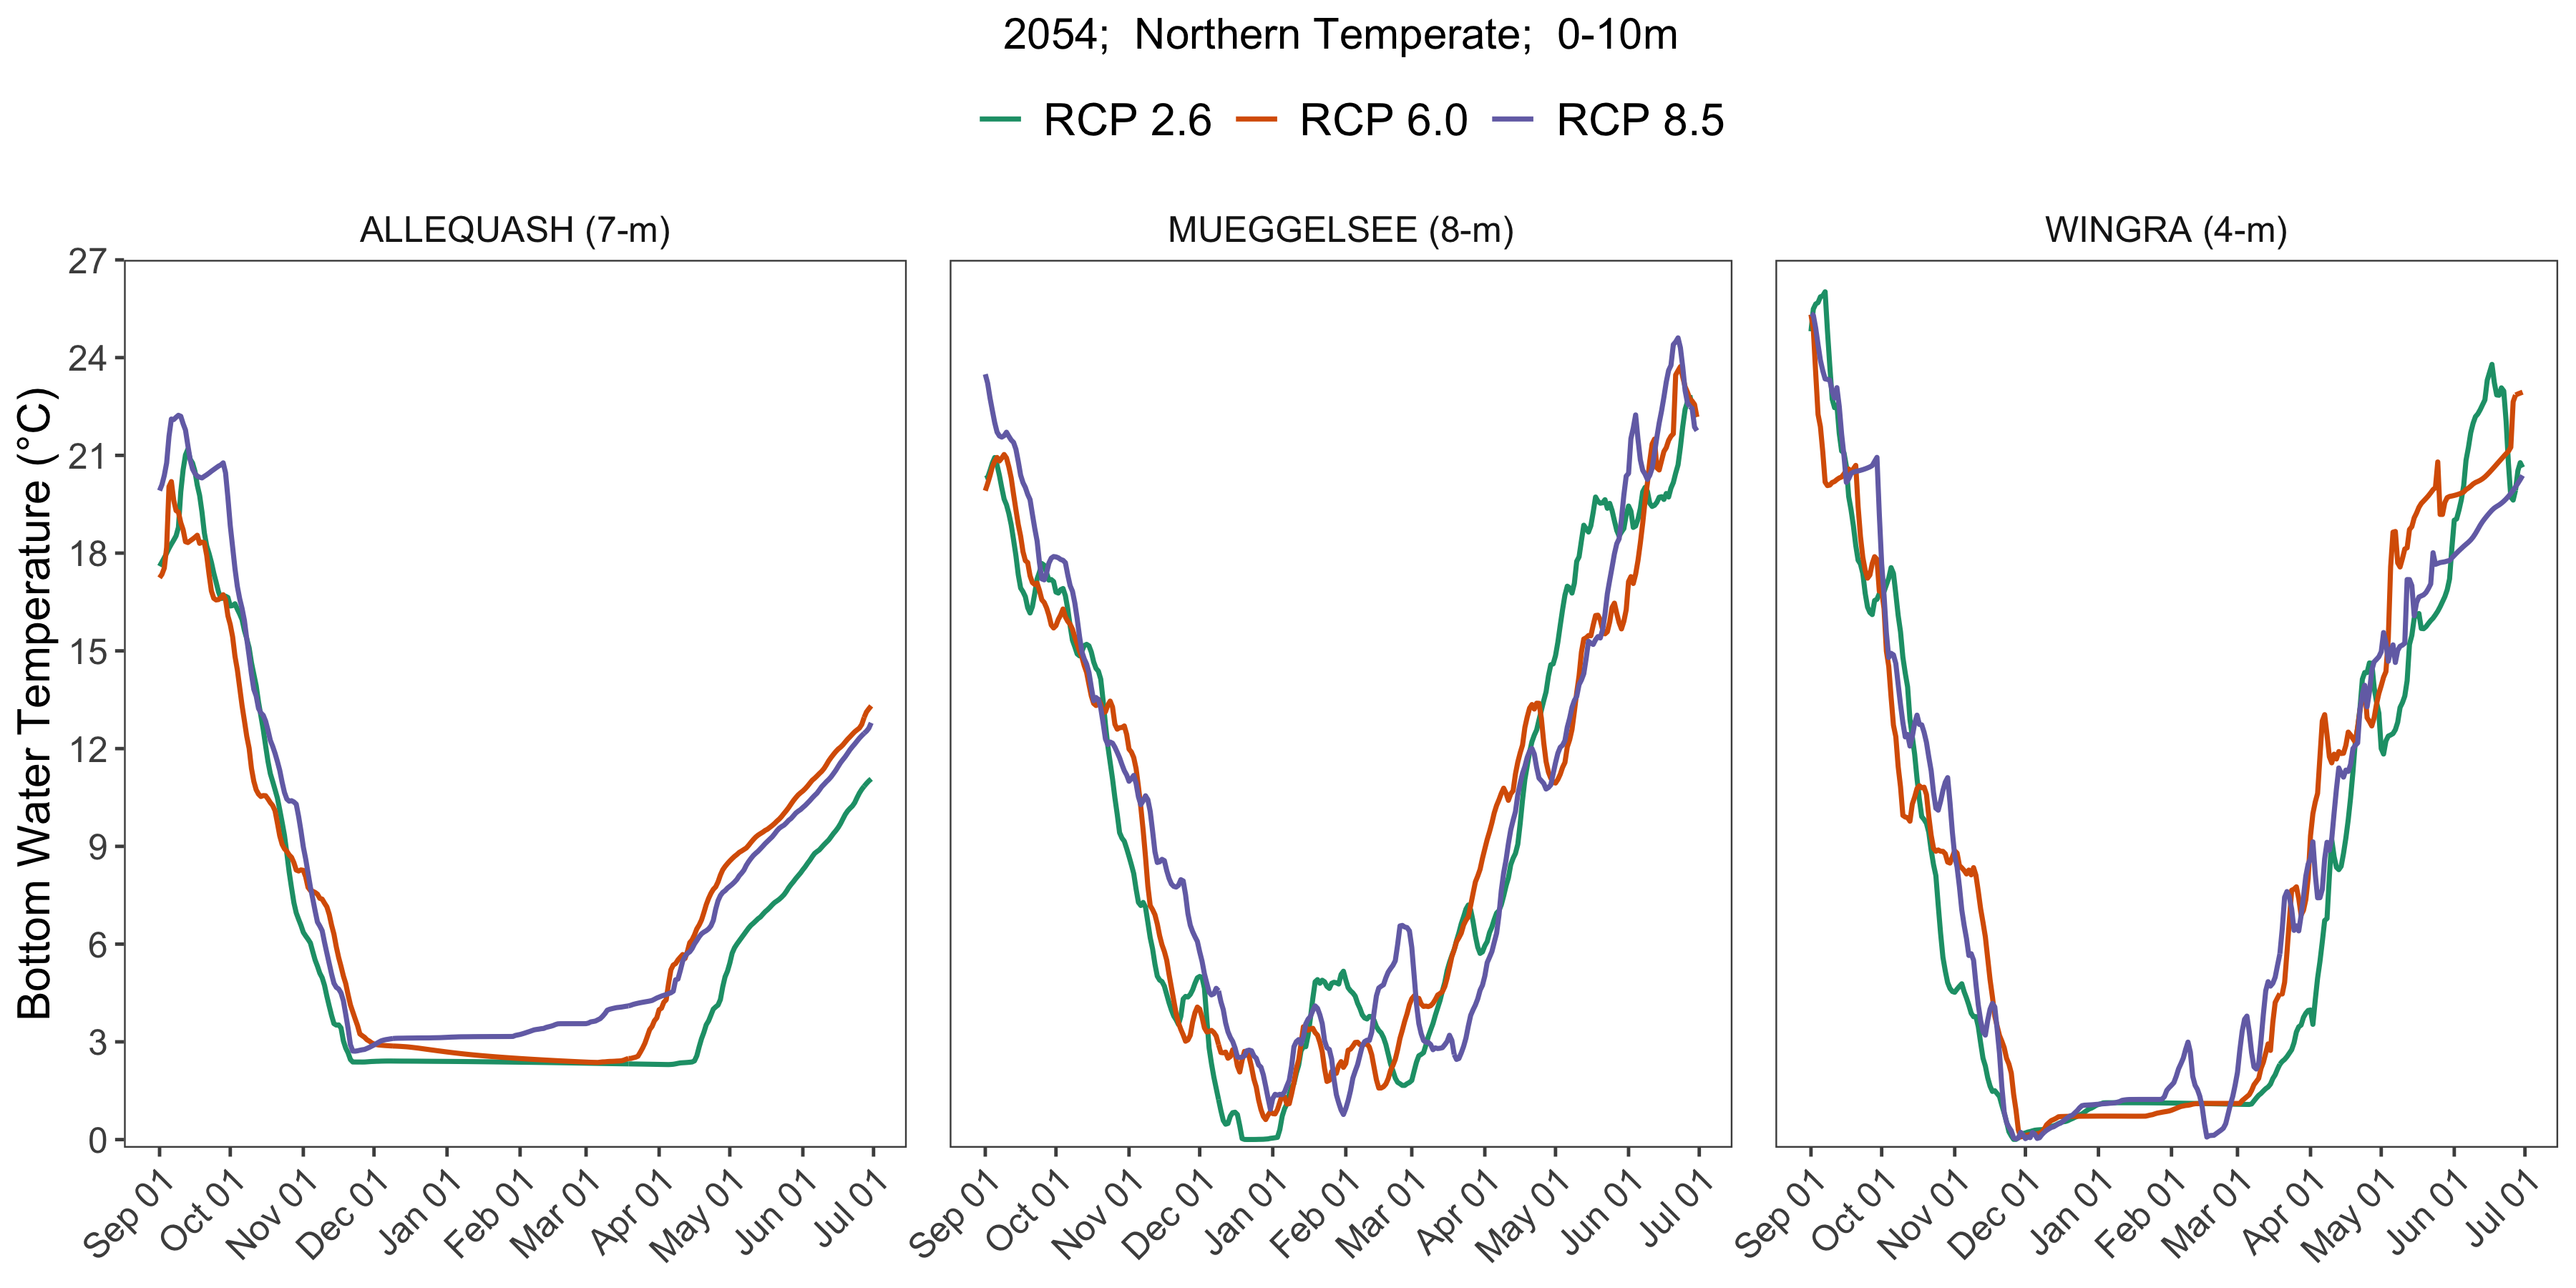 2054; Northern Temperate; 0-10m
RCP 2.6 RCP 6.0 RCP 8.5
ALLEQUASH (7-m) MUEGGELSEE (8-m) WINGRA (4-m)
Bottom Water Temperature (°C)
27
24
21
18
15
12
9
6
3
0
Sep 01 Oct 01 Nov 01 Dec 01 Jan 01 Feb 01 Mar 01 Apr 01 May 01 Jun 01 Jul 01 Sep 01 Oct 01 Nov 01 Dec 01 Jan 01 Feb 01 Mar 01 Apr 01 May 01 Jun 01 Jul 01 Sep 01 Oct 01 Nov 01 Dec 01 Jan 01 Feb 01 Mar 01 Apr 01 May 01 Jun 01 Jul 01